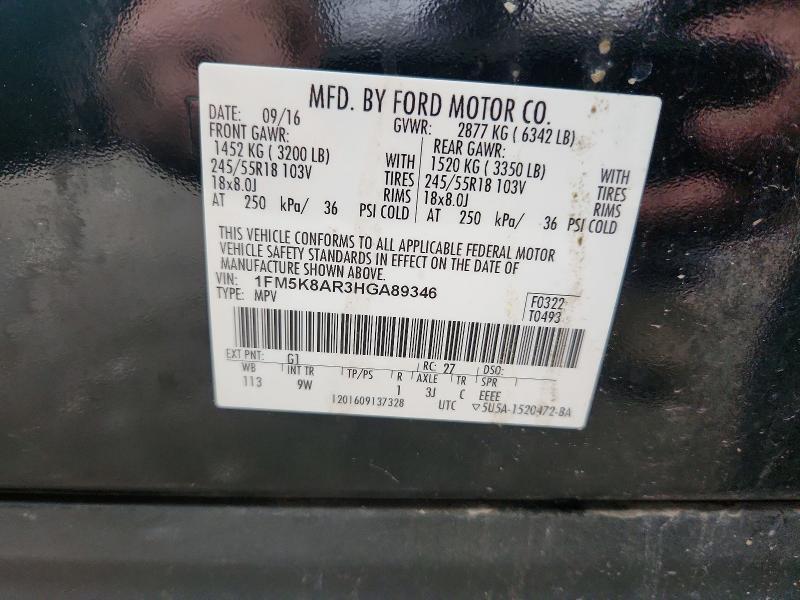 MFD. BY FORD MOTOR CO.
DATE: 09/16 GVWR: 2877 KG ( 6342 LB)
FRONT GAWR: REAR GAWR:
1452 KG ( 3200 LB) WITH 1520 KG ( 3350 LB) WITH
245/55R18 103V TIRES 245/55R18 103V TIRES
18x8.0J RIMS 18x8.0J RIMS
AT 250 kPa/ 36 PSI COLD AT 250 kPa/ 36 PSI COLD
THIS VEHICLE CONFORMS TO ALL APPLICABLE FEDERAL MOTOR
VEHICLE SAFETY STANDARDS IN EFFECT ON THE DATE OF
MANUFACTURE SHOWN ABOVE.
VIN: 1FM5K8AR3HGA89346
TYPE: MPV
F0322
T0493
EXT PNT: G1 RC: 27 DSO:
WB INT TR TP/PS R AXLE TR SPR
113 9W 1 3J C EEEE
1201609137328 UTC ▽5U5A-1520472-BA